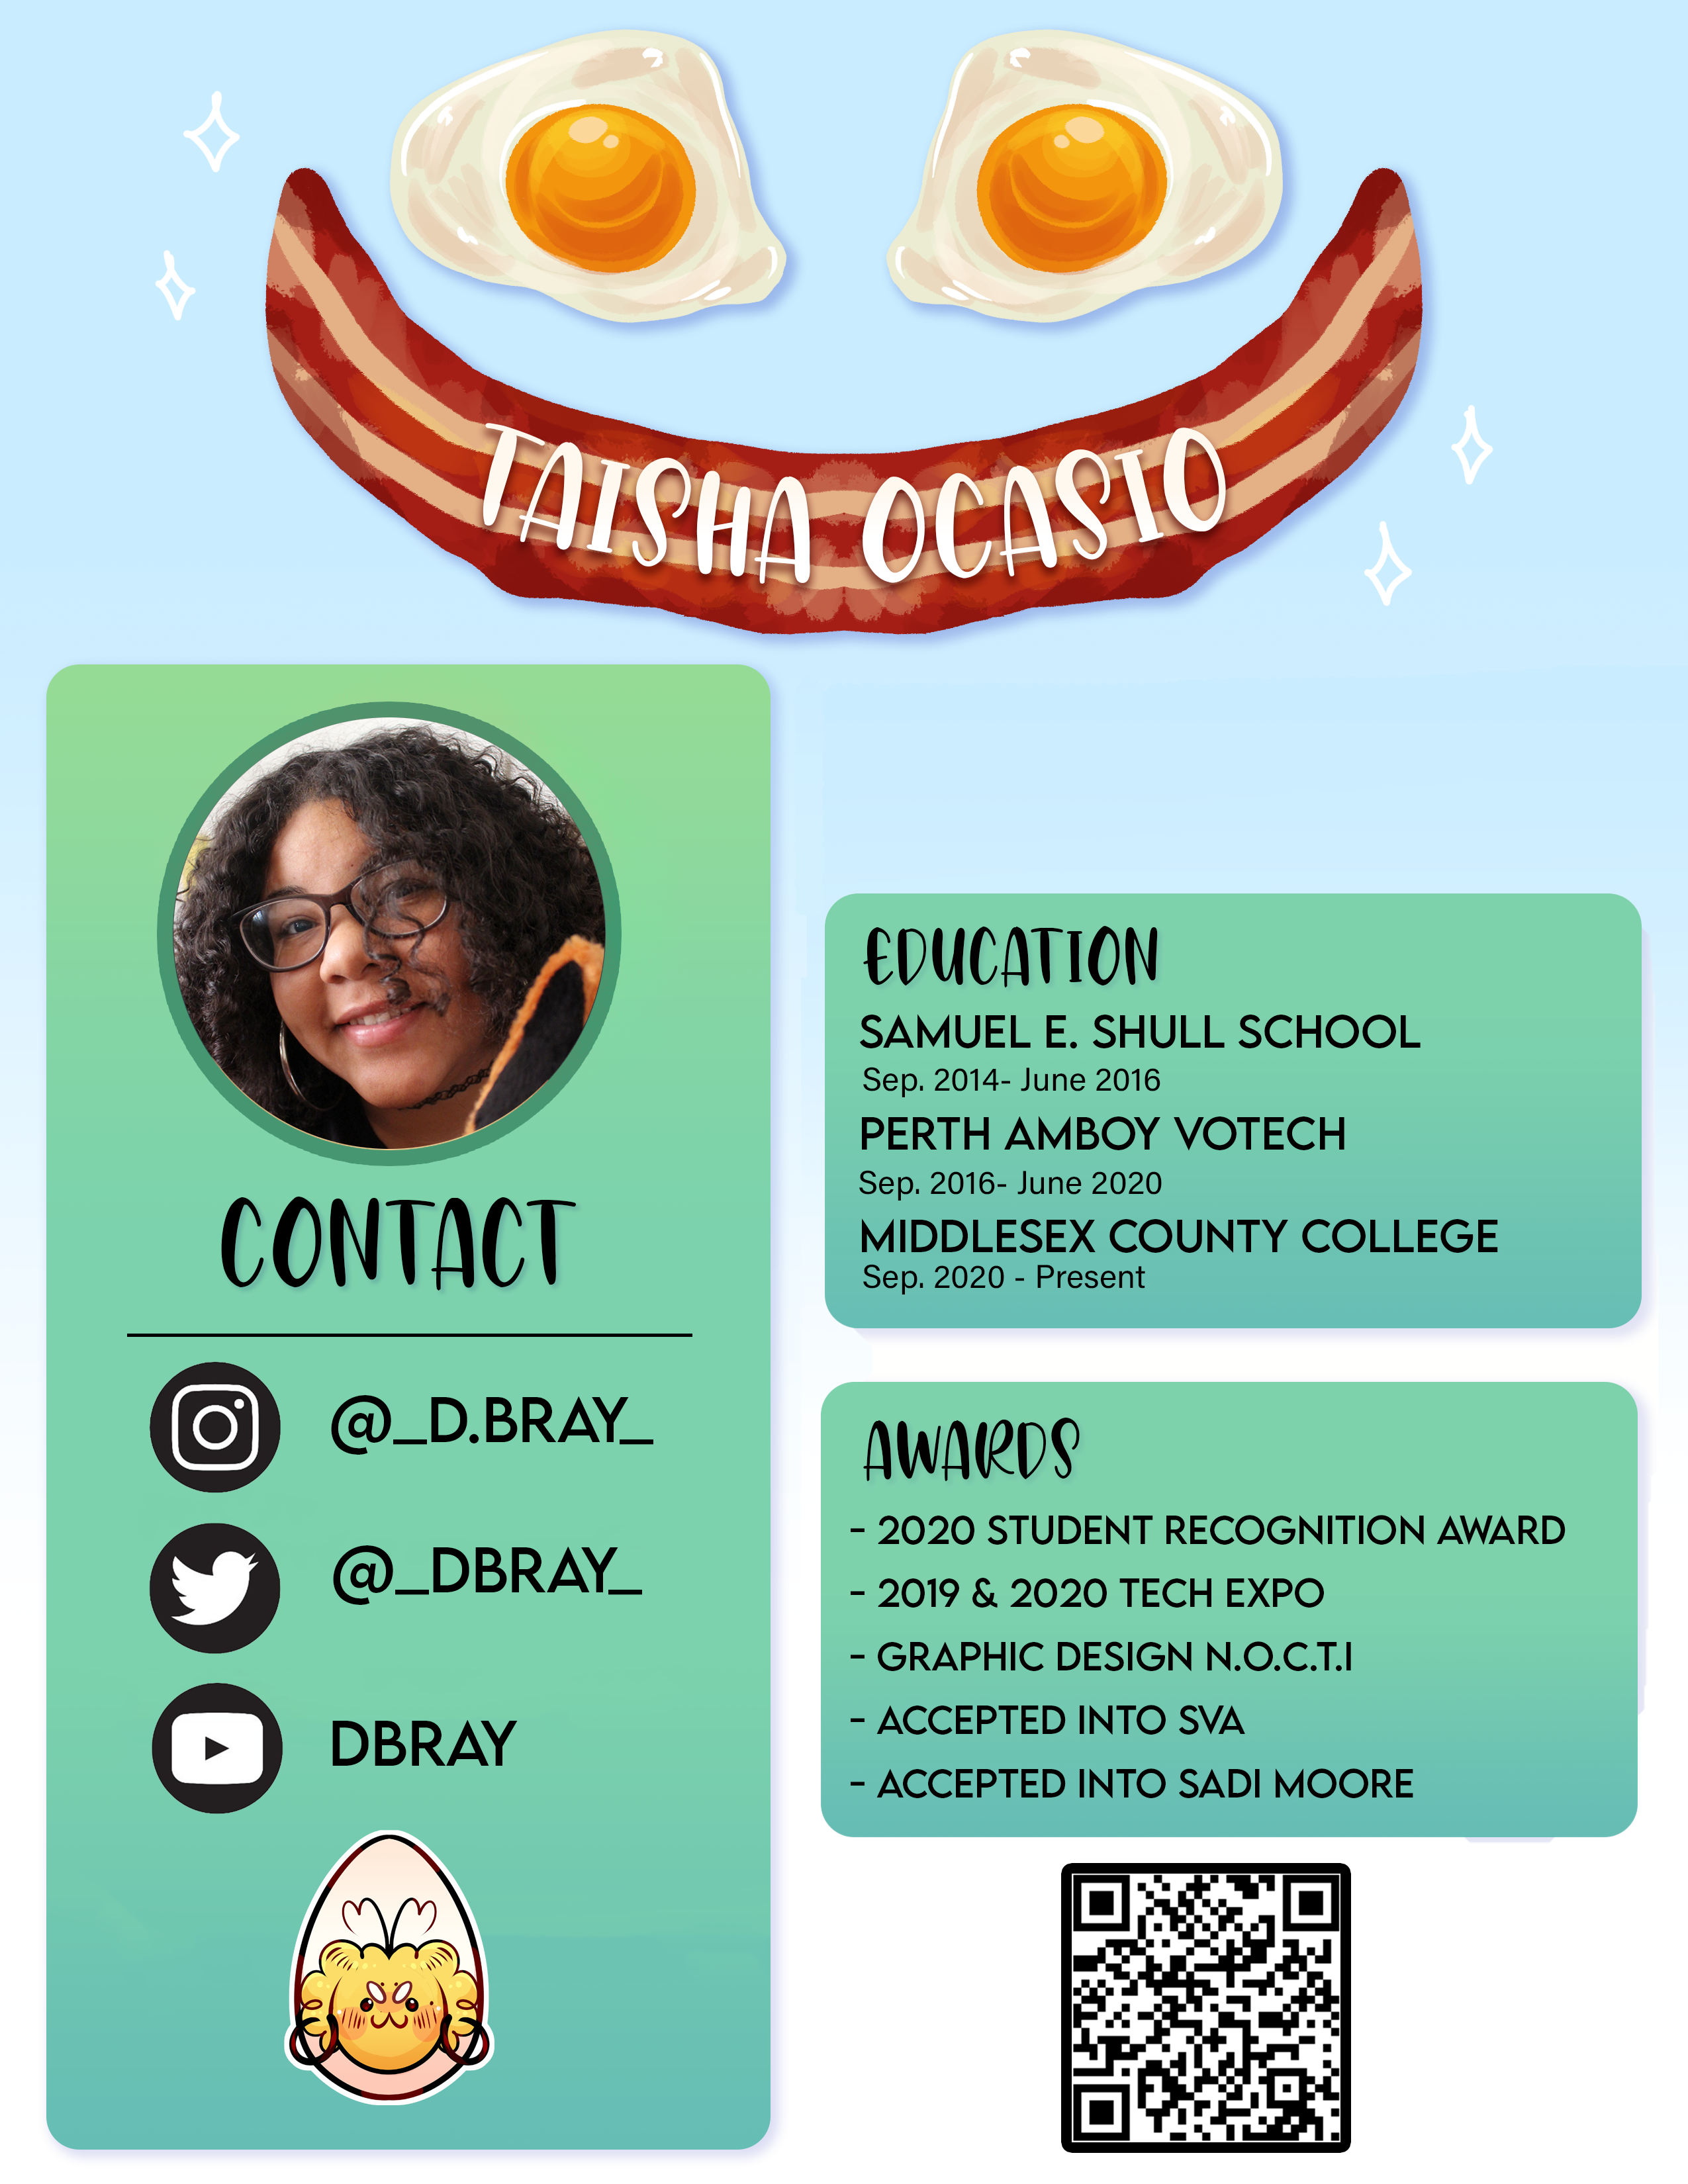 TAISHA OCASIO
CONTACT
@_D.BRAY_
@_DBRAY_
DBRAY
EDUCATION
SAMUEL E. SHULL SCHOOL
Sep. 2014- June 2016
PERTH AMBOY VOTECH
Sep. 2016- June 2020
MIDDLESEX COUNTY COLLEGE
Sep. 2020 - Present
AWARDS
- 2020 STUDENT RECOGNITION AWARD
- 2019 & 2020 TECH EXPO
- GRAPHIC DESIGN N.O.C.T.I
- ACCEPTED INTO SVA
- ACCEPTED INTO SADI MOORE